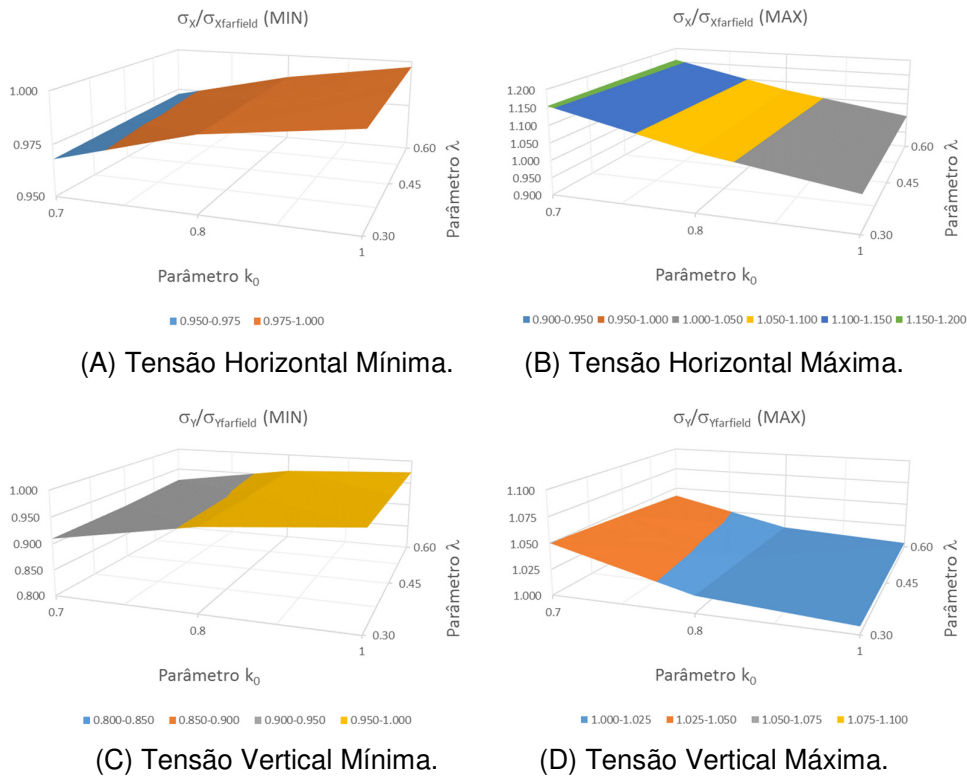 σX/σXfarfield (MIN)
1.000
0.975
0.950
0.7
0.8
1
0.60
0.45
0.30
Parâmetro λ
Parâmetro k0
0.950-0.975 0.975-1.000
(A) Tensão Horizontal Mínima.
σX/σXfarfield (MAX)
1.200
1.150
1.100
1.050
1.000
0.950
0.900
0.7
0.8
1
0.60
0.45
0.30
Parâmetro λ
Parâmetro k0
0.900-0.950 0.950-1.000 1.000-1.050 1.050-1.100 1.100-1.150 1.150-1.200
(B) Tensão Horizontal Máxima.
σY/σYfarfield (MIN)
1.000
0.950
0.900
0.850
0.800
0.7
0.8
1
0.60
0.45
0.30
Parâmetro λ
Parâmetro k0
0.800-0.850 0.850-0.900 0.900-0.950 0.950-1.000
(C) Tensão Vertical Mínima.
σY/σYfarfield (MAX)
1.100
1.075
1.050
1.025
1.000
0.7
0.8
1
0.60
0.45
0.30
Parâmetro λ
Parâmetro k0
1.000-1.025 1.025-1.050 1.050-1.075 1.075-1.100
(D) Tensão Vertical Máxima.